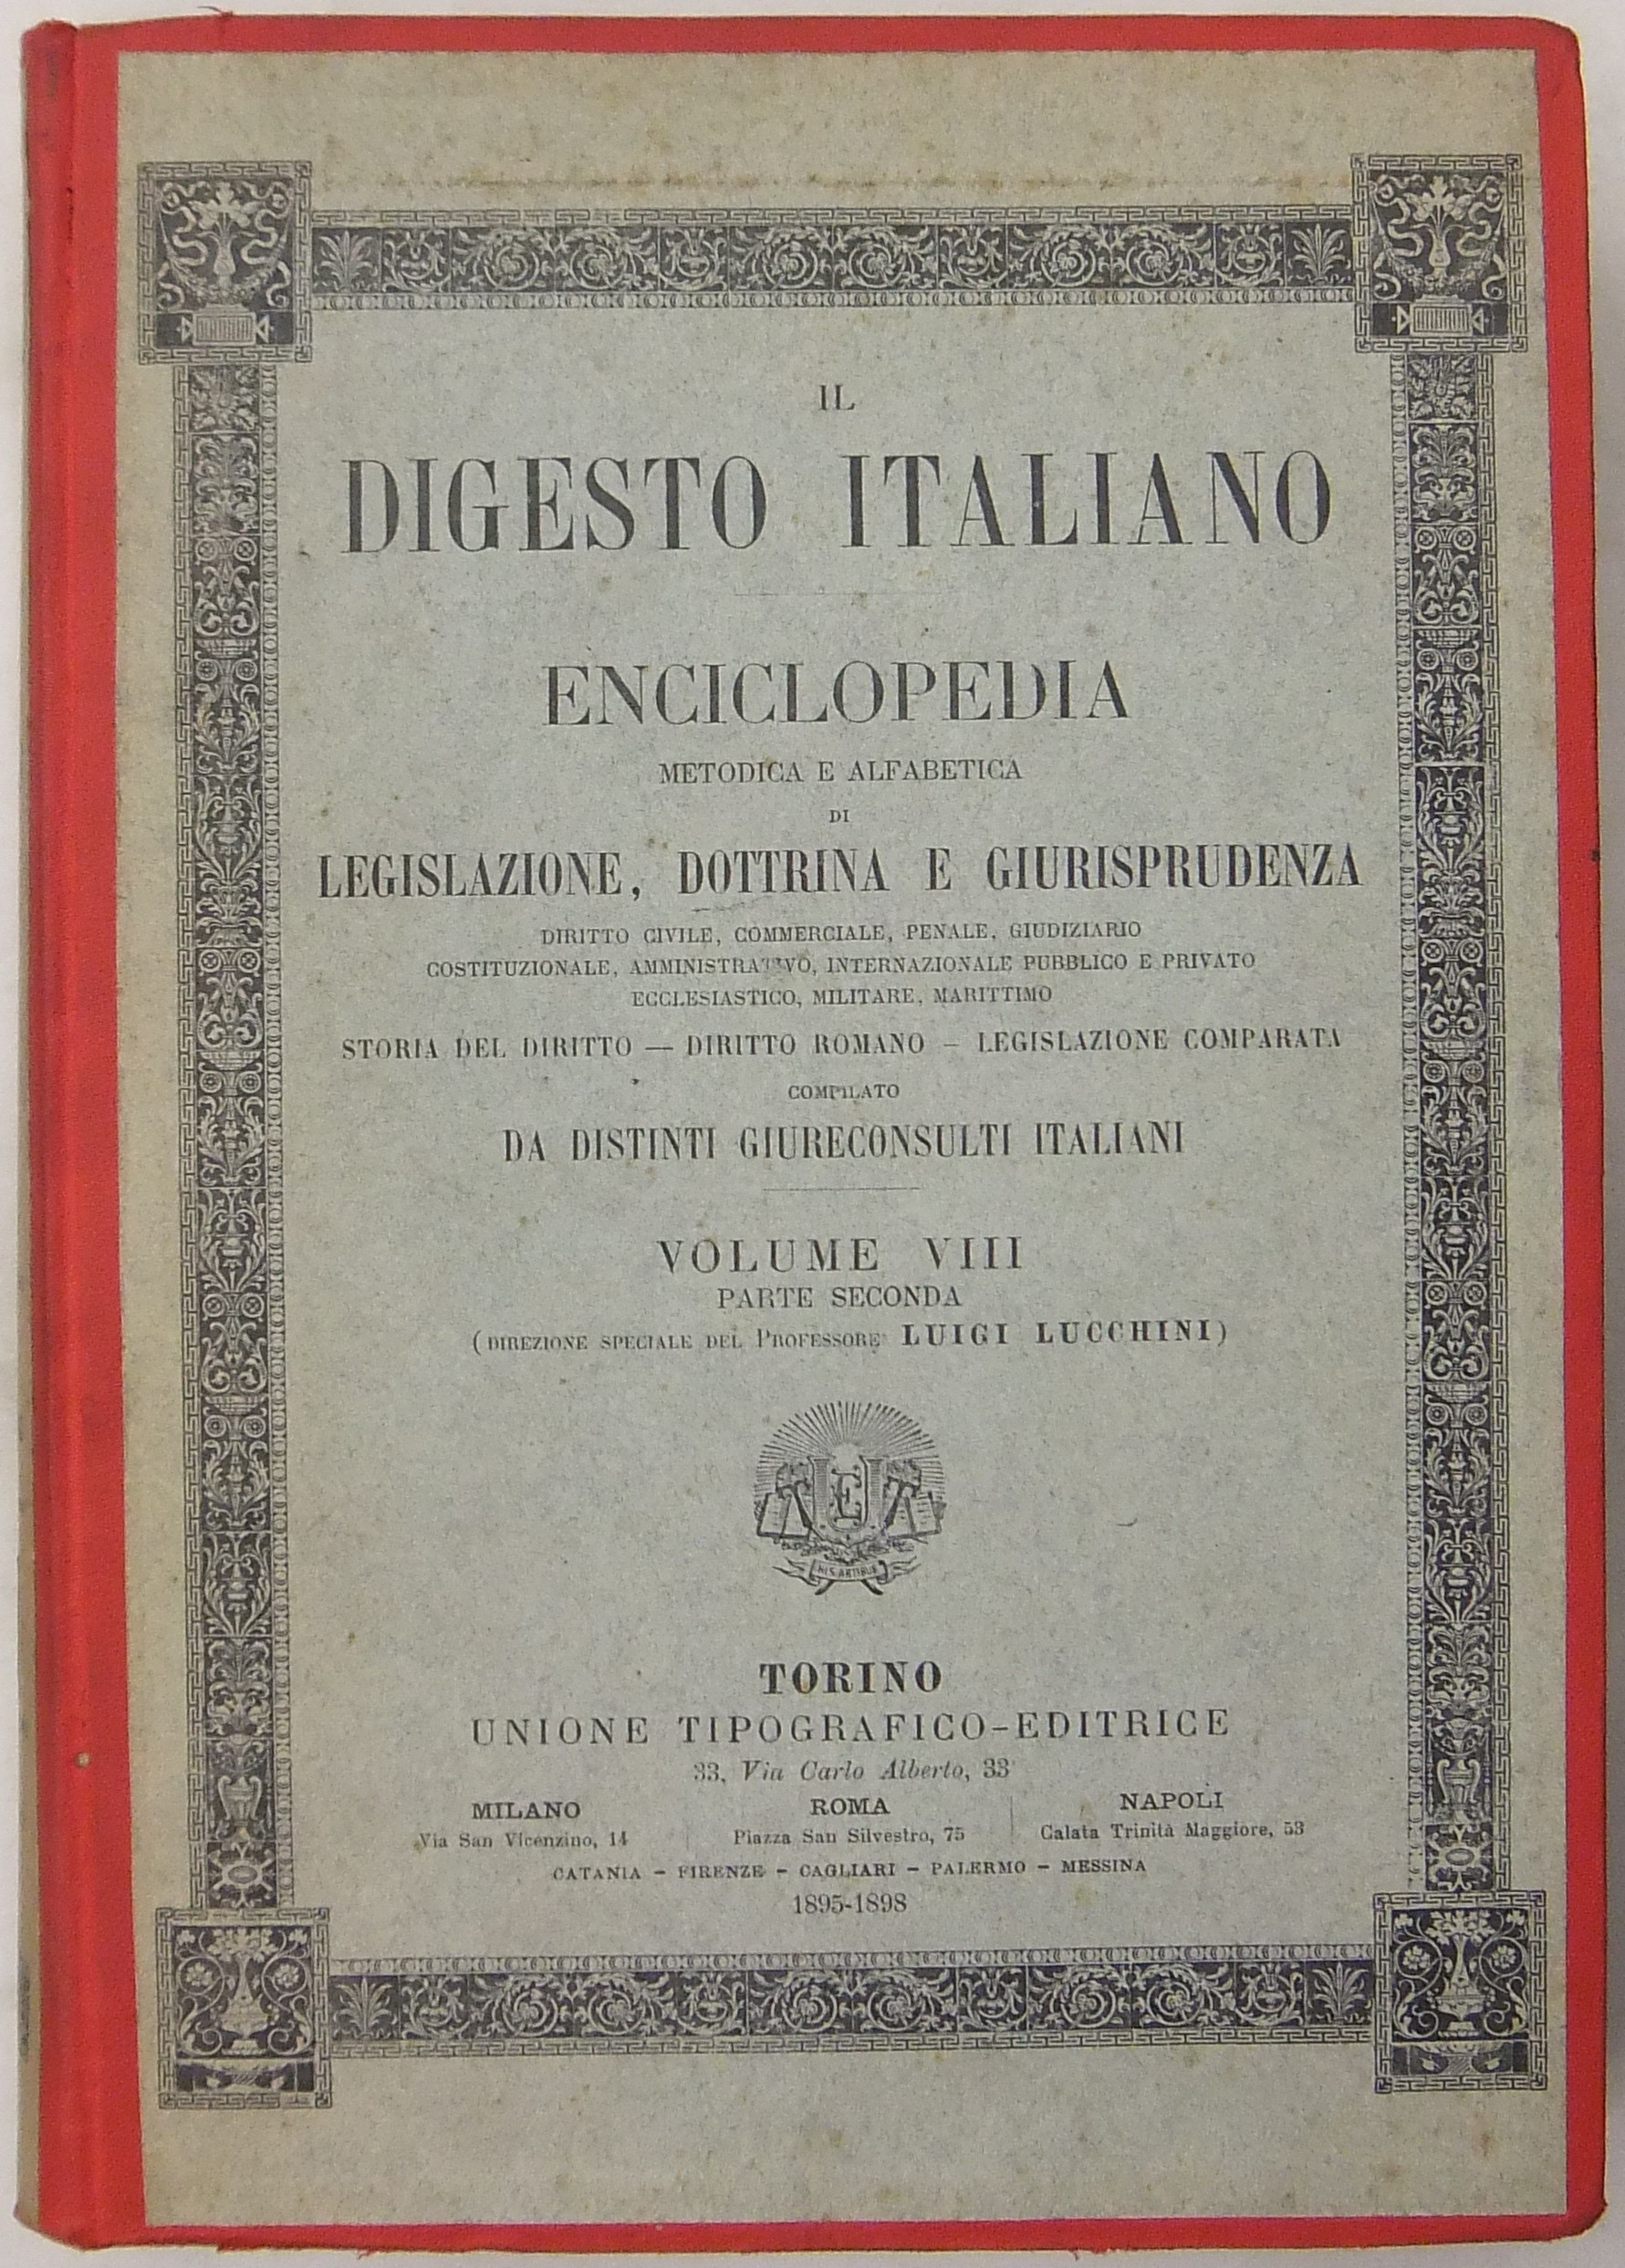 IL
DIGESTO ITALIANO
ENCICLOPEDIA
METODICA E ALFABETICA
DI
LEGISLAZIONE, DOTTRINA E GIURISPRUDENZA
DIRITTO CIVILE, COMMERCIALE, PENALE, GIUDIZIARIO
COSTITUZIONALE, AMMINISTRATIVO, INTERNAZIONALE PUBBLICO E PRIVATO
ECCLESIASTICO, MILITARE, MARITTIMO
STORIA DEL DIRITTO — DIRITTO ROMANO – LEGISLAZIONE COMPARATA
COMPILATO
DA DISTINTI GIURECONSULTI ITALIANI
VOLUME VIII
PARTE SECONDA
(DIREZIONE SPECIALE DEL PROFESSORE LUIGI LUCCHINI)
HIS ARTIBUS
TORINO
UNIONE TIPOGRAFICO-EDITRICE
33, Via Carlo Alberto, 33
MILANO ROMA NAPOLI
Via San Vicenzino, 14 Piazza San Silvestro, 75 Calata Trinità Maggiore, 53
CATANIA – FIRENZE – CAGLIARI – PALERMO – MESSINA
1895-1898